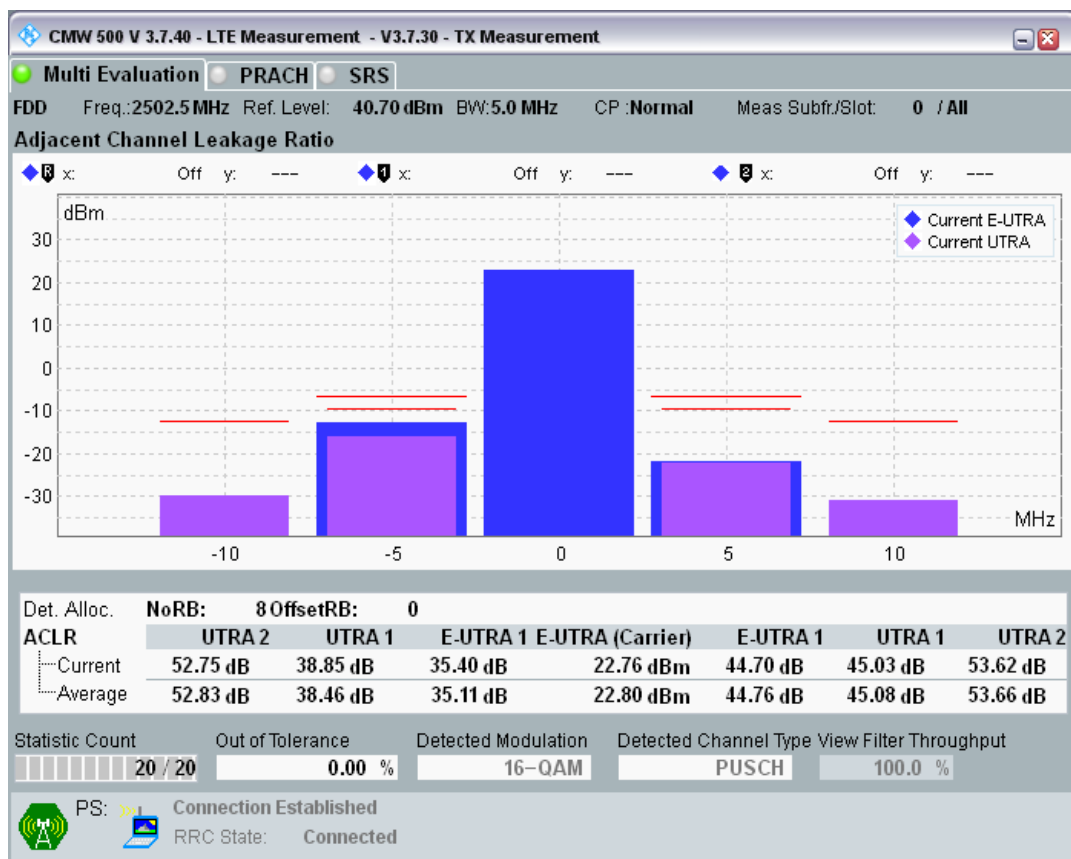 CMW 500 V 3.7.40 - LTE Measurement - V3.7.30 - TX Measurement
Multi Evaluation PRACH SRS
FDD Freq.:2502.5 MHz Ref. Level: 40.70 dBm BW:5.0 MHz CP :Normal Meas Subfr./Slot: 0 / All
Adjacent Channel Leakage Ratio
R x: Off y: --- 1 x: Off y: --- 2 x: Off y: ---
dBm
Current E-UTRA
Current UTRA
30
20
10
0
-10
-20
-30
MHz
-10 -5 0 5 10
Det. Alloc. NoRB: 8 OffsetRB: 0
ACLR UTRA 2 UTRA 1 E-UTRA 1 E-UTRA (Carrier) E-UTRA 1 UTRA 1 UTRA 2
Current 52.75 dB 38.85 dB 35.40 dB 22.76 dBm 44.70 dB 45.03 dB 53.62 dB
Average 52.83 dB 38.46 dB 35.11 dB 22.80 dBm 44.76 dB 45.08 dB 53.66 dB
Statistic Count Out of Tolerance Detected Modulation Detected Channel Type View Filter Throughput
20 / 20 0.00 % 16-QAM PUSCH 100.0 %
PS: Connection Established
RRC State: Connected